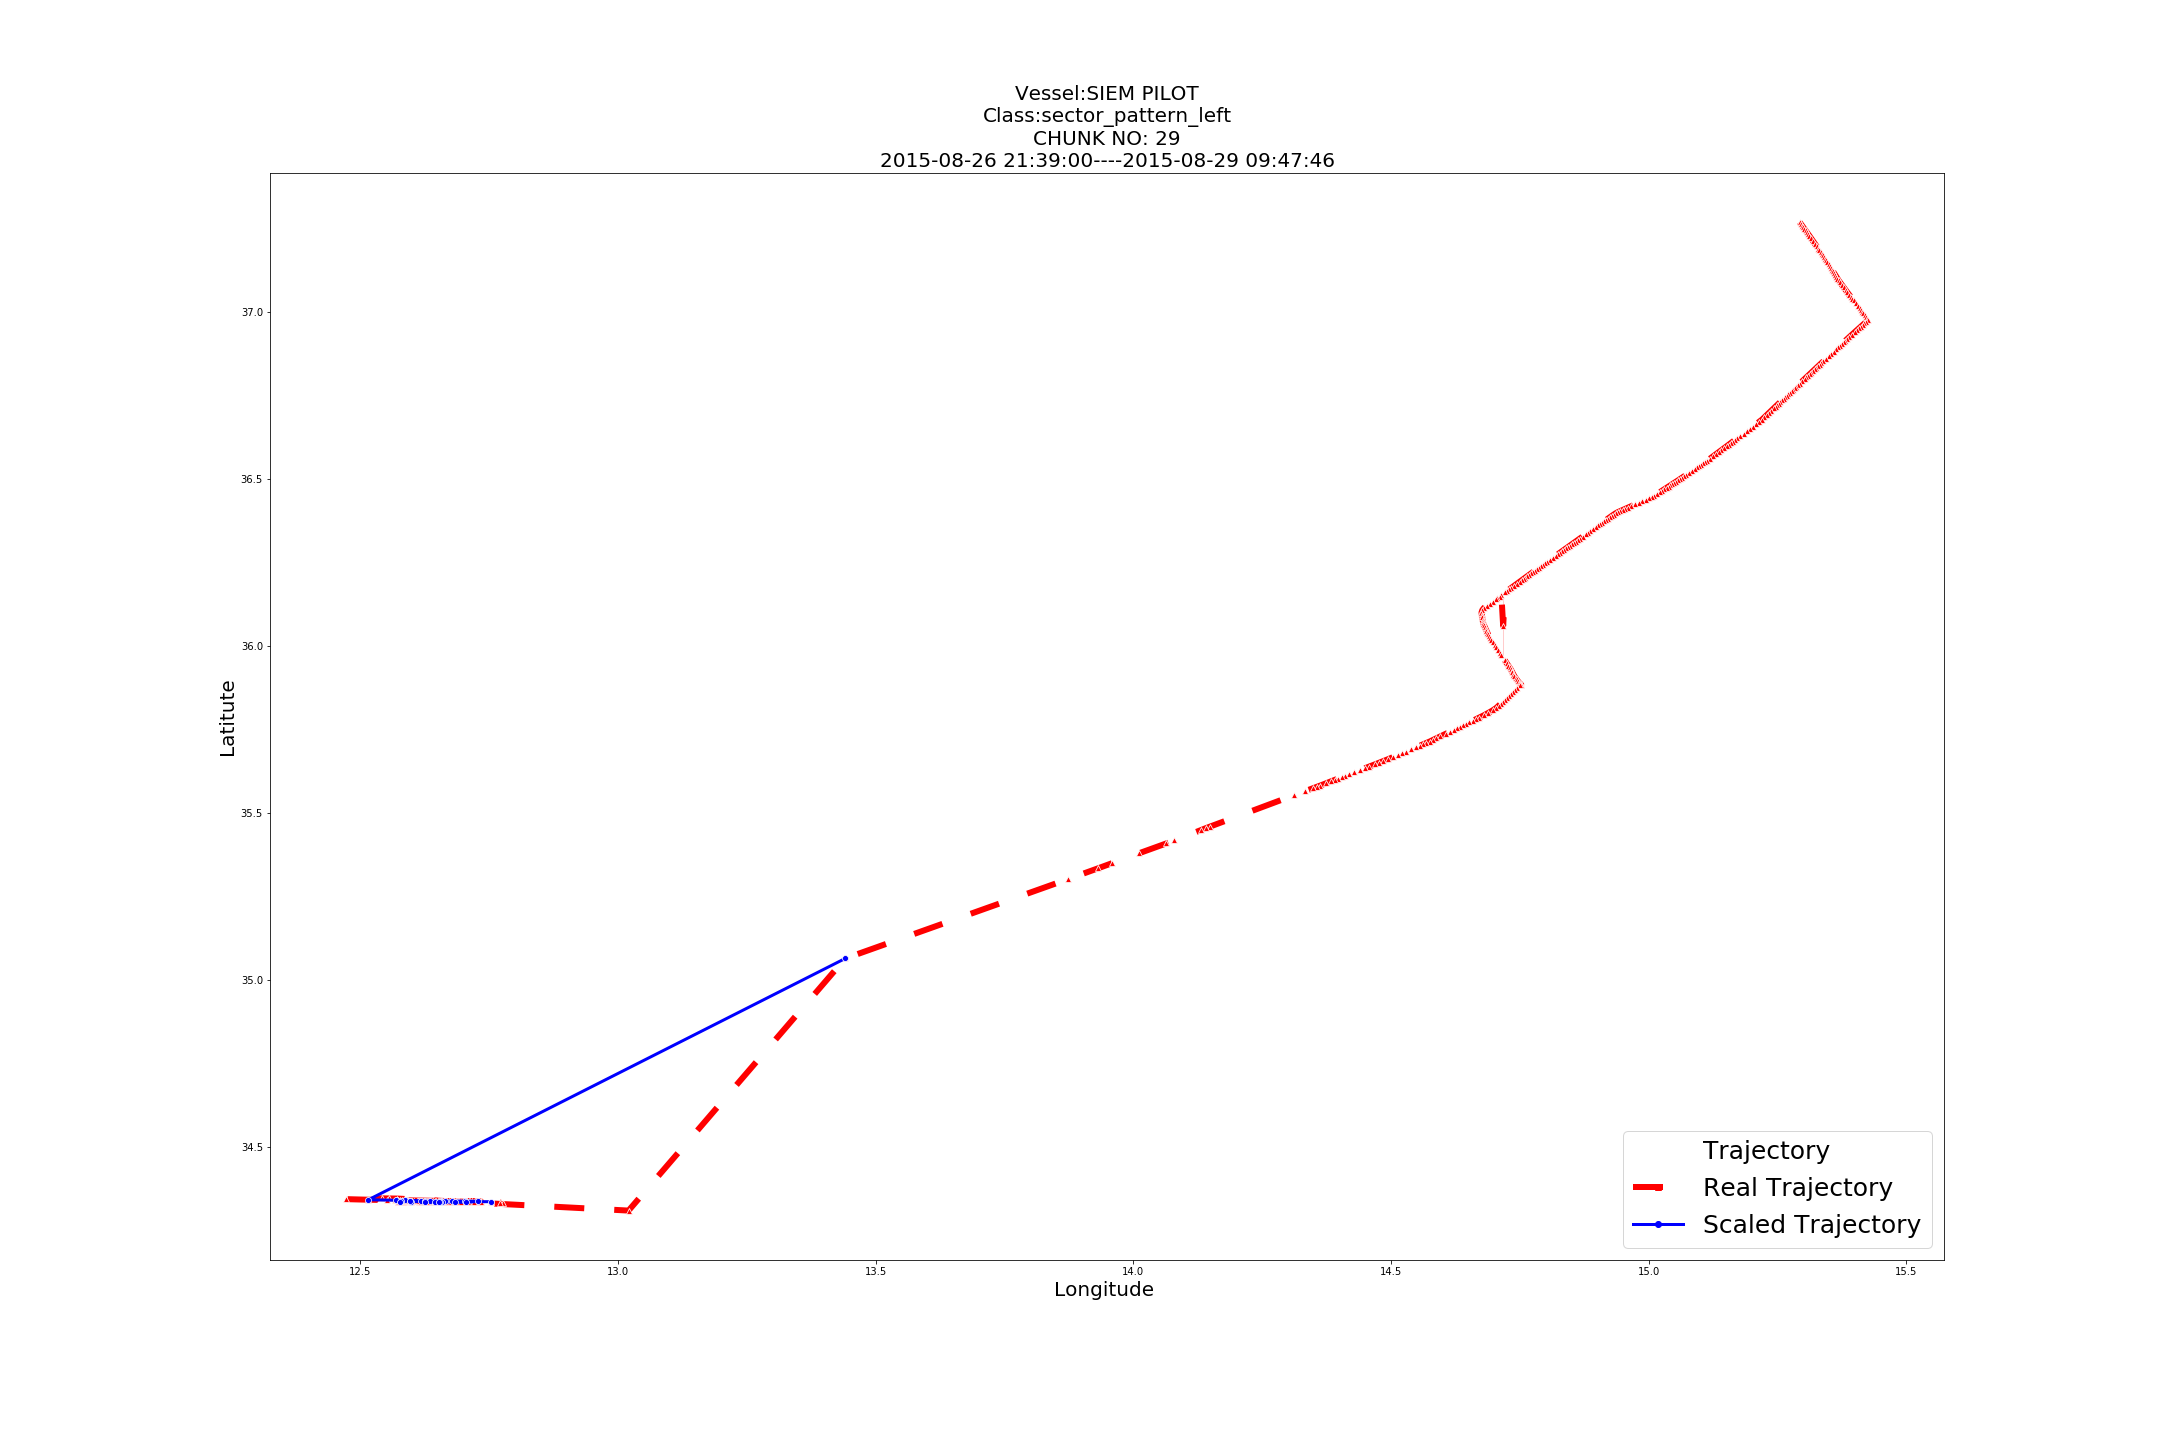 Vessel:SIEM PILOT
Class:sector_pattern_left
CHUNK NO: 29
2015-08-26 21:39:00----2015-08-29 09:47:46
37.0
36.5
36.0
35.5
35.0
34.5
Latitute
12.5
13.0
13.5
14.0
14.5
15.0
15.5
Longitude
Trajectory
Real Trajectory
Scaled Trajectory